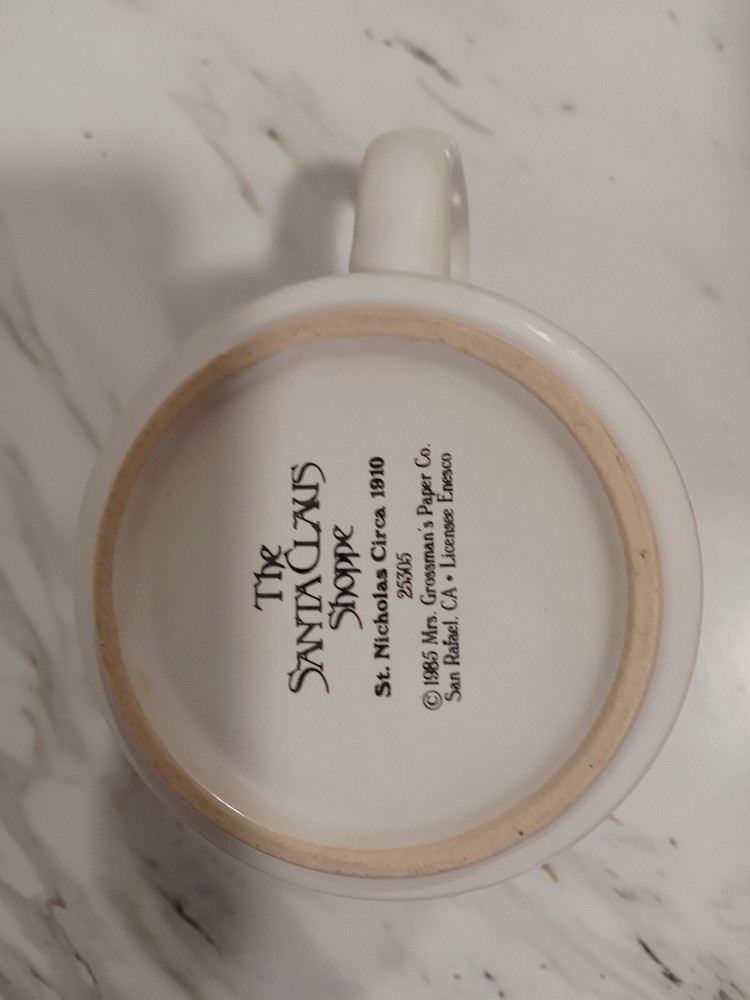 The
SANTA CLAUS
Shoppe
St. Nicholas Circa 1910
25305
© 1985 Mrs. Grossman's Paper Co.
San Rafael, CA • Licensee Enesco